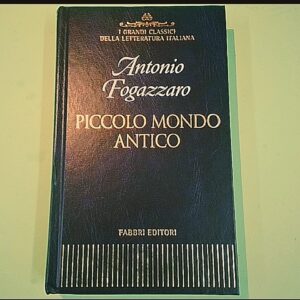 I GRANDI CLASSICI
DELLA LETTERATURA ITALIANA
Antonio
Fogazzaro
PICCOLO MONDO
ANTICO
FABBRI EDITORI